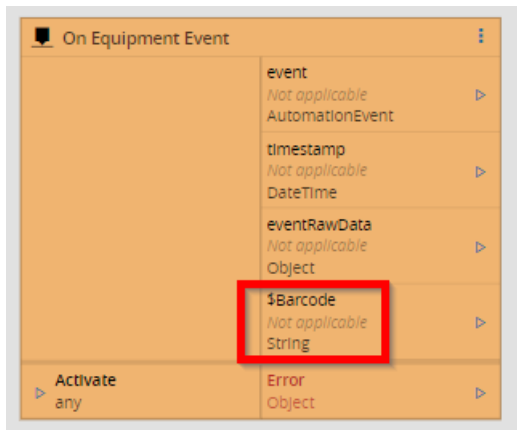 On Equipment Event
event
Not applicable
AutomationEvent
timestamp
Not applicable
DateTime
eventRawData
Not applicable
Object
$Barcode
Not applicable
String
Activate
any
Error
Object